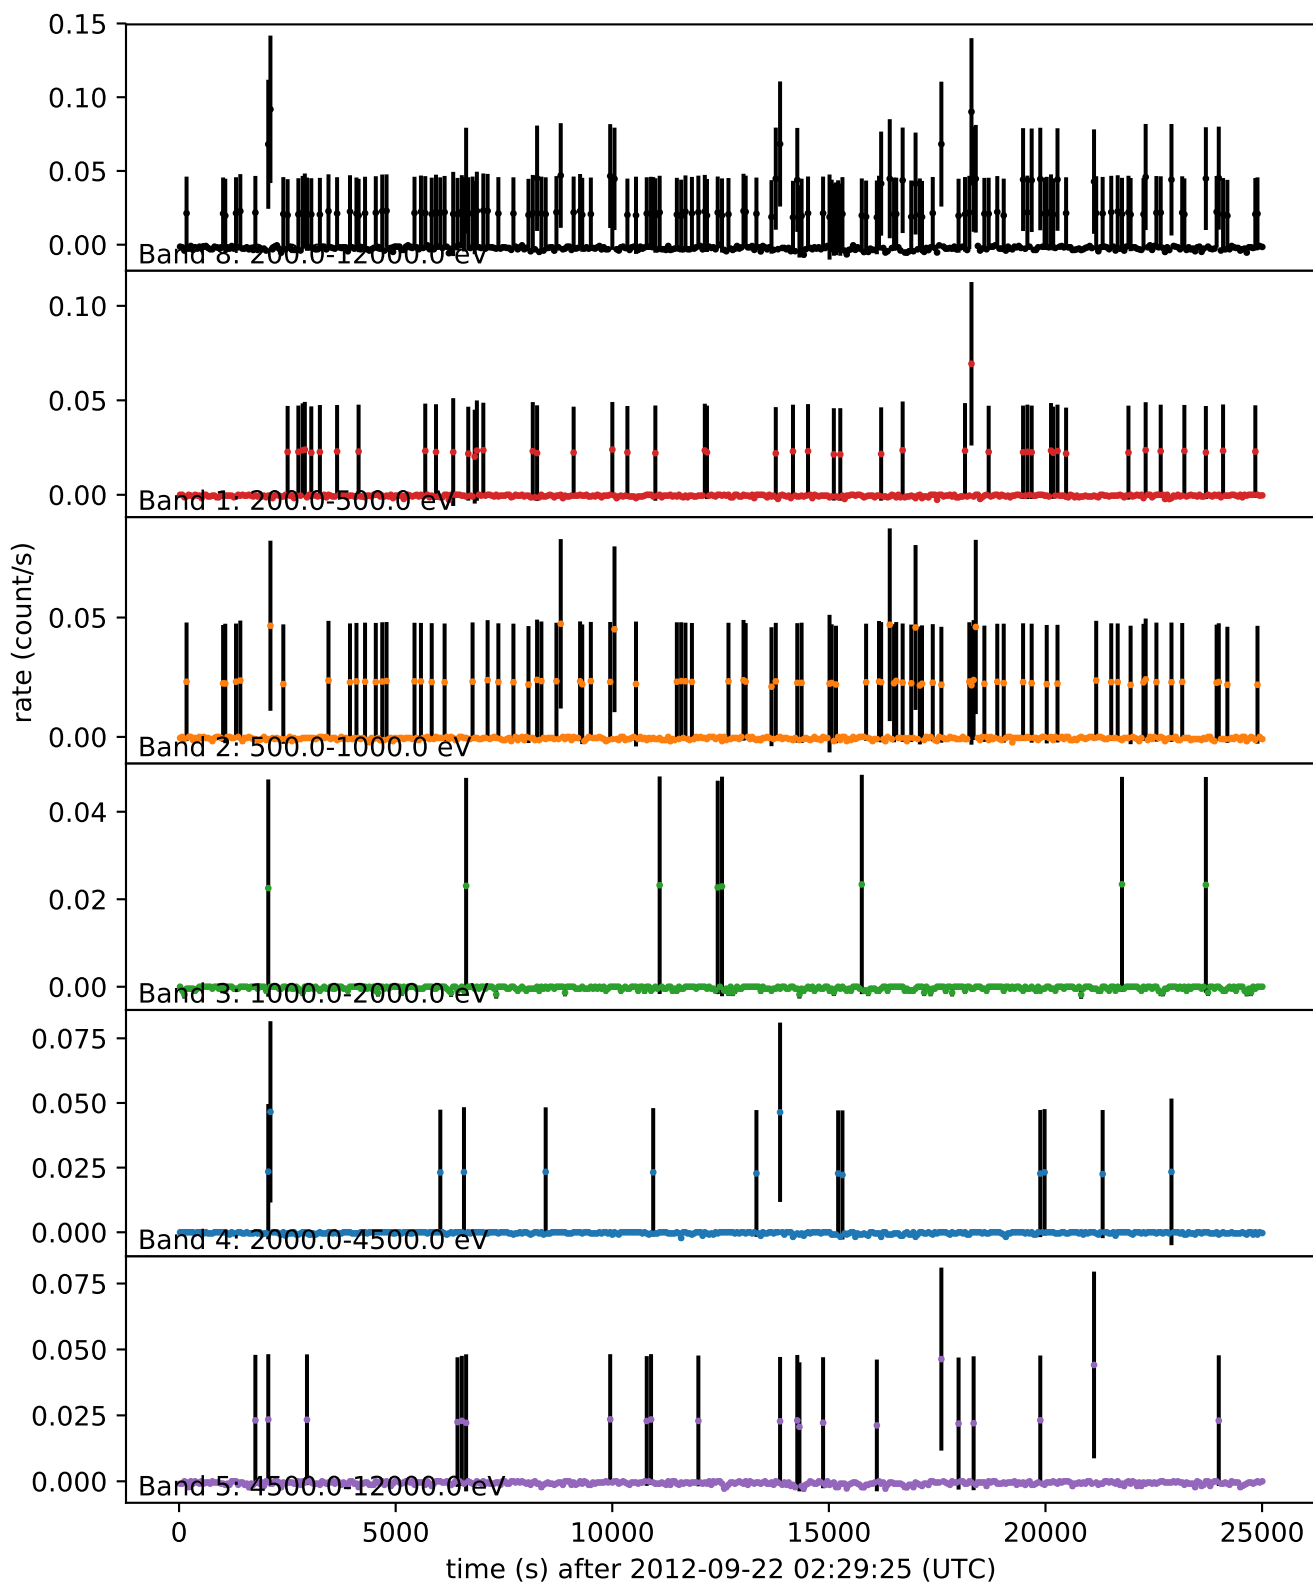 0.15
0.10
0.05
0.00
Band 8: 200.0-12000.0 eV
0.10
0.05
0.00
Band 1: 200.0-500.0 eV
rate (count/s)
0.05
0.00
Band 2: 500.0-1000.0 eV
0.04
0.02
0.00
Band 3: 1000.0-2000.0 eV
0.075
0.050
0.025
0.000
Band 4: 2000.0-4500.0 eV
0.075
0.050
0.025
0.000
Band 5: 4500.0-12000.0 eV
0 5000 10000 15000 20000 25000
time (s) after 2012-09-22 02:29:25 (UTC)